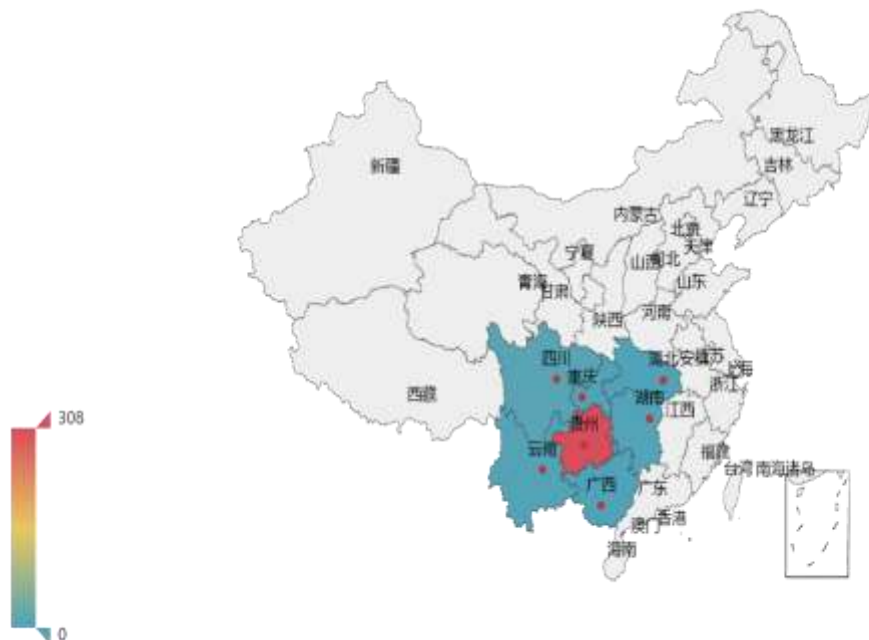 黑龙江
吉林
新疆
辽宁
内蒙古
北京
天津
宁夏
山西
河北
青海
甘肃
山东
陕西
河南
四川
湖北
安徽
江苏
上海
重庆
浙江
西藏
湖南
江西
308
贵州
云南
福建
台湾
南海诸岛
广西
广东
香港
澳门
海南
0